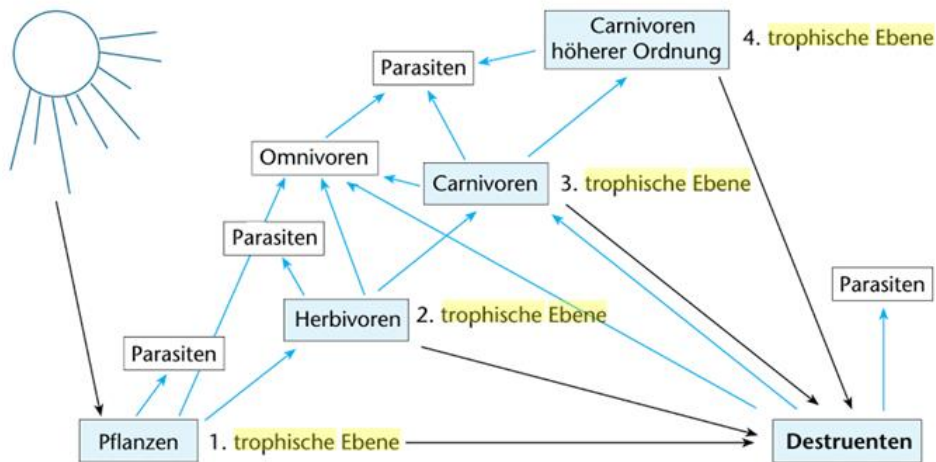 Carnivoren
höherer Ordnung
4. trophische Ebene
Parasiten
Omnivoren
Carnivoren
3. trophische Ebene
Parasiten
Parasiten
Herbivoren
2. trophische Ebene
Parasiten
Pflanzen
1. trophische Ebene
Destruenten